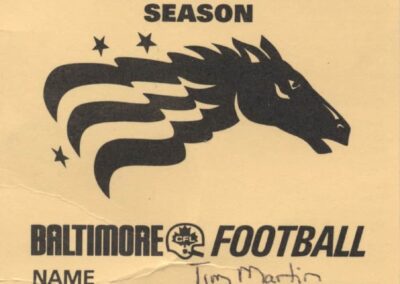 SEASON
BALTIMORE CFL FOOTBALL
NAME Tim Martin